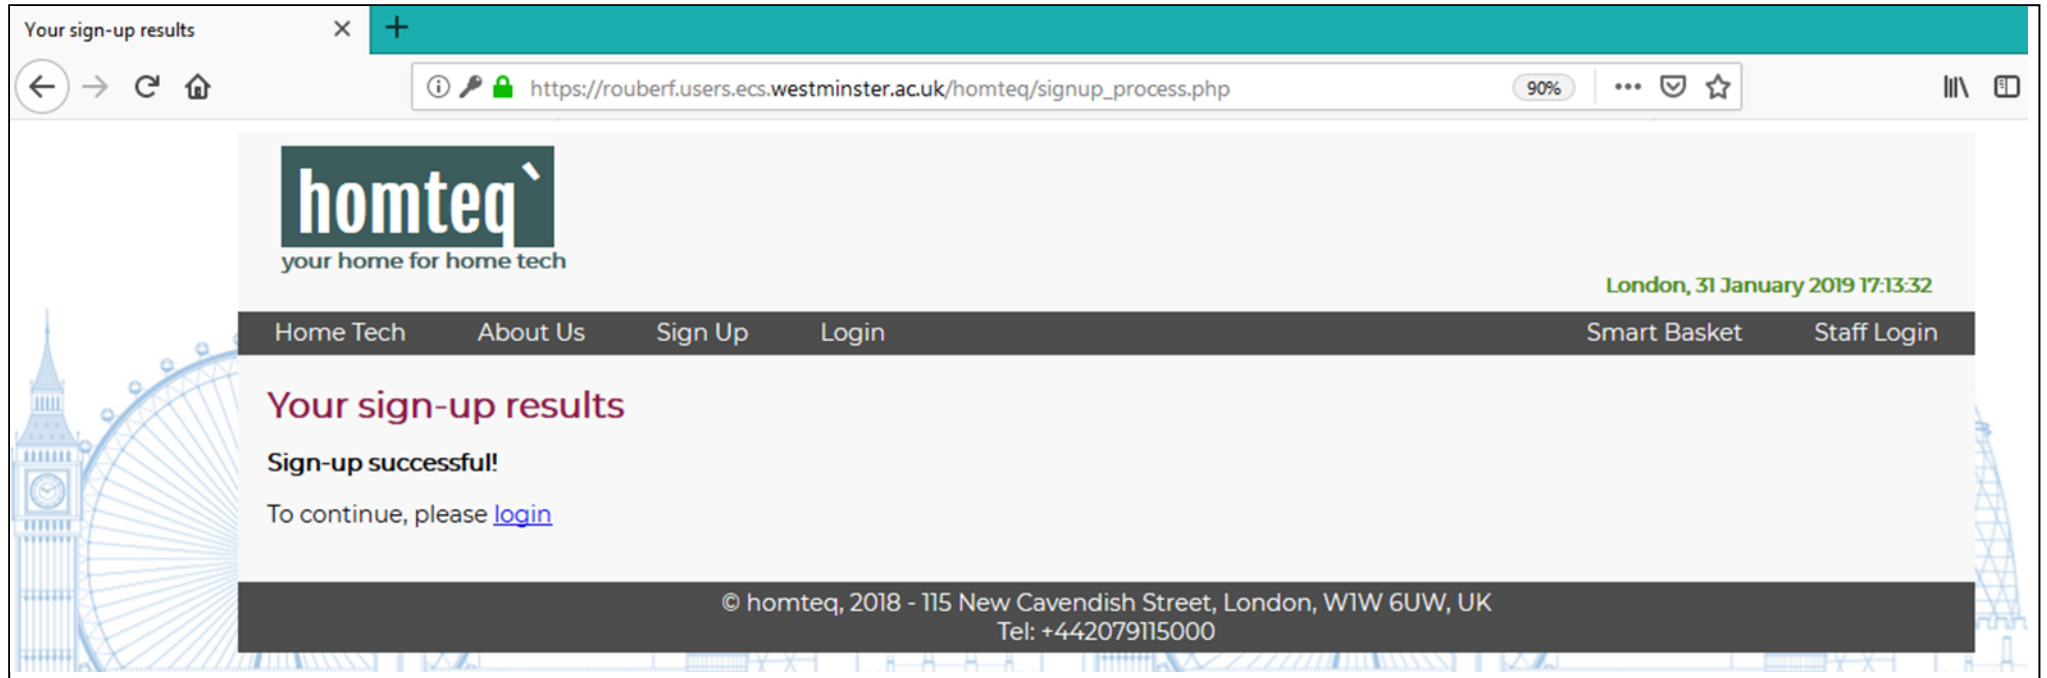 Your sign-up results
https://rouberf.users.ecs.westminster.ac.uk/homteq/signup_process.php 90%
homteq`
your home for home tech
London, 31 January 2019 17:13:32
Home Tech About Us Sign Up Login Smart Basket Staff Login
Your sign-up results
Sign-up successful!
To continue, please login
© homteq, 2018 - 115 New Cavendish Street, London, W1W 6UW, UK
Tel: +442079115000